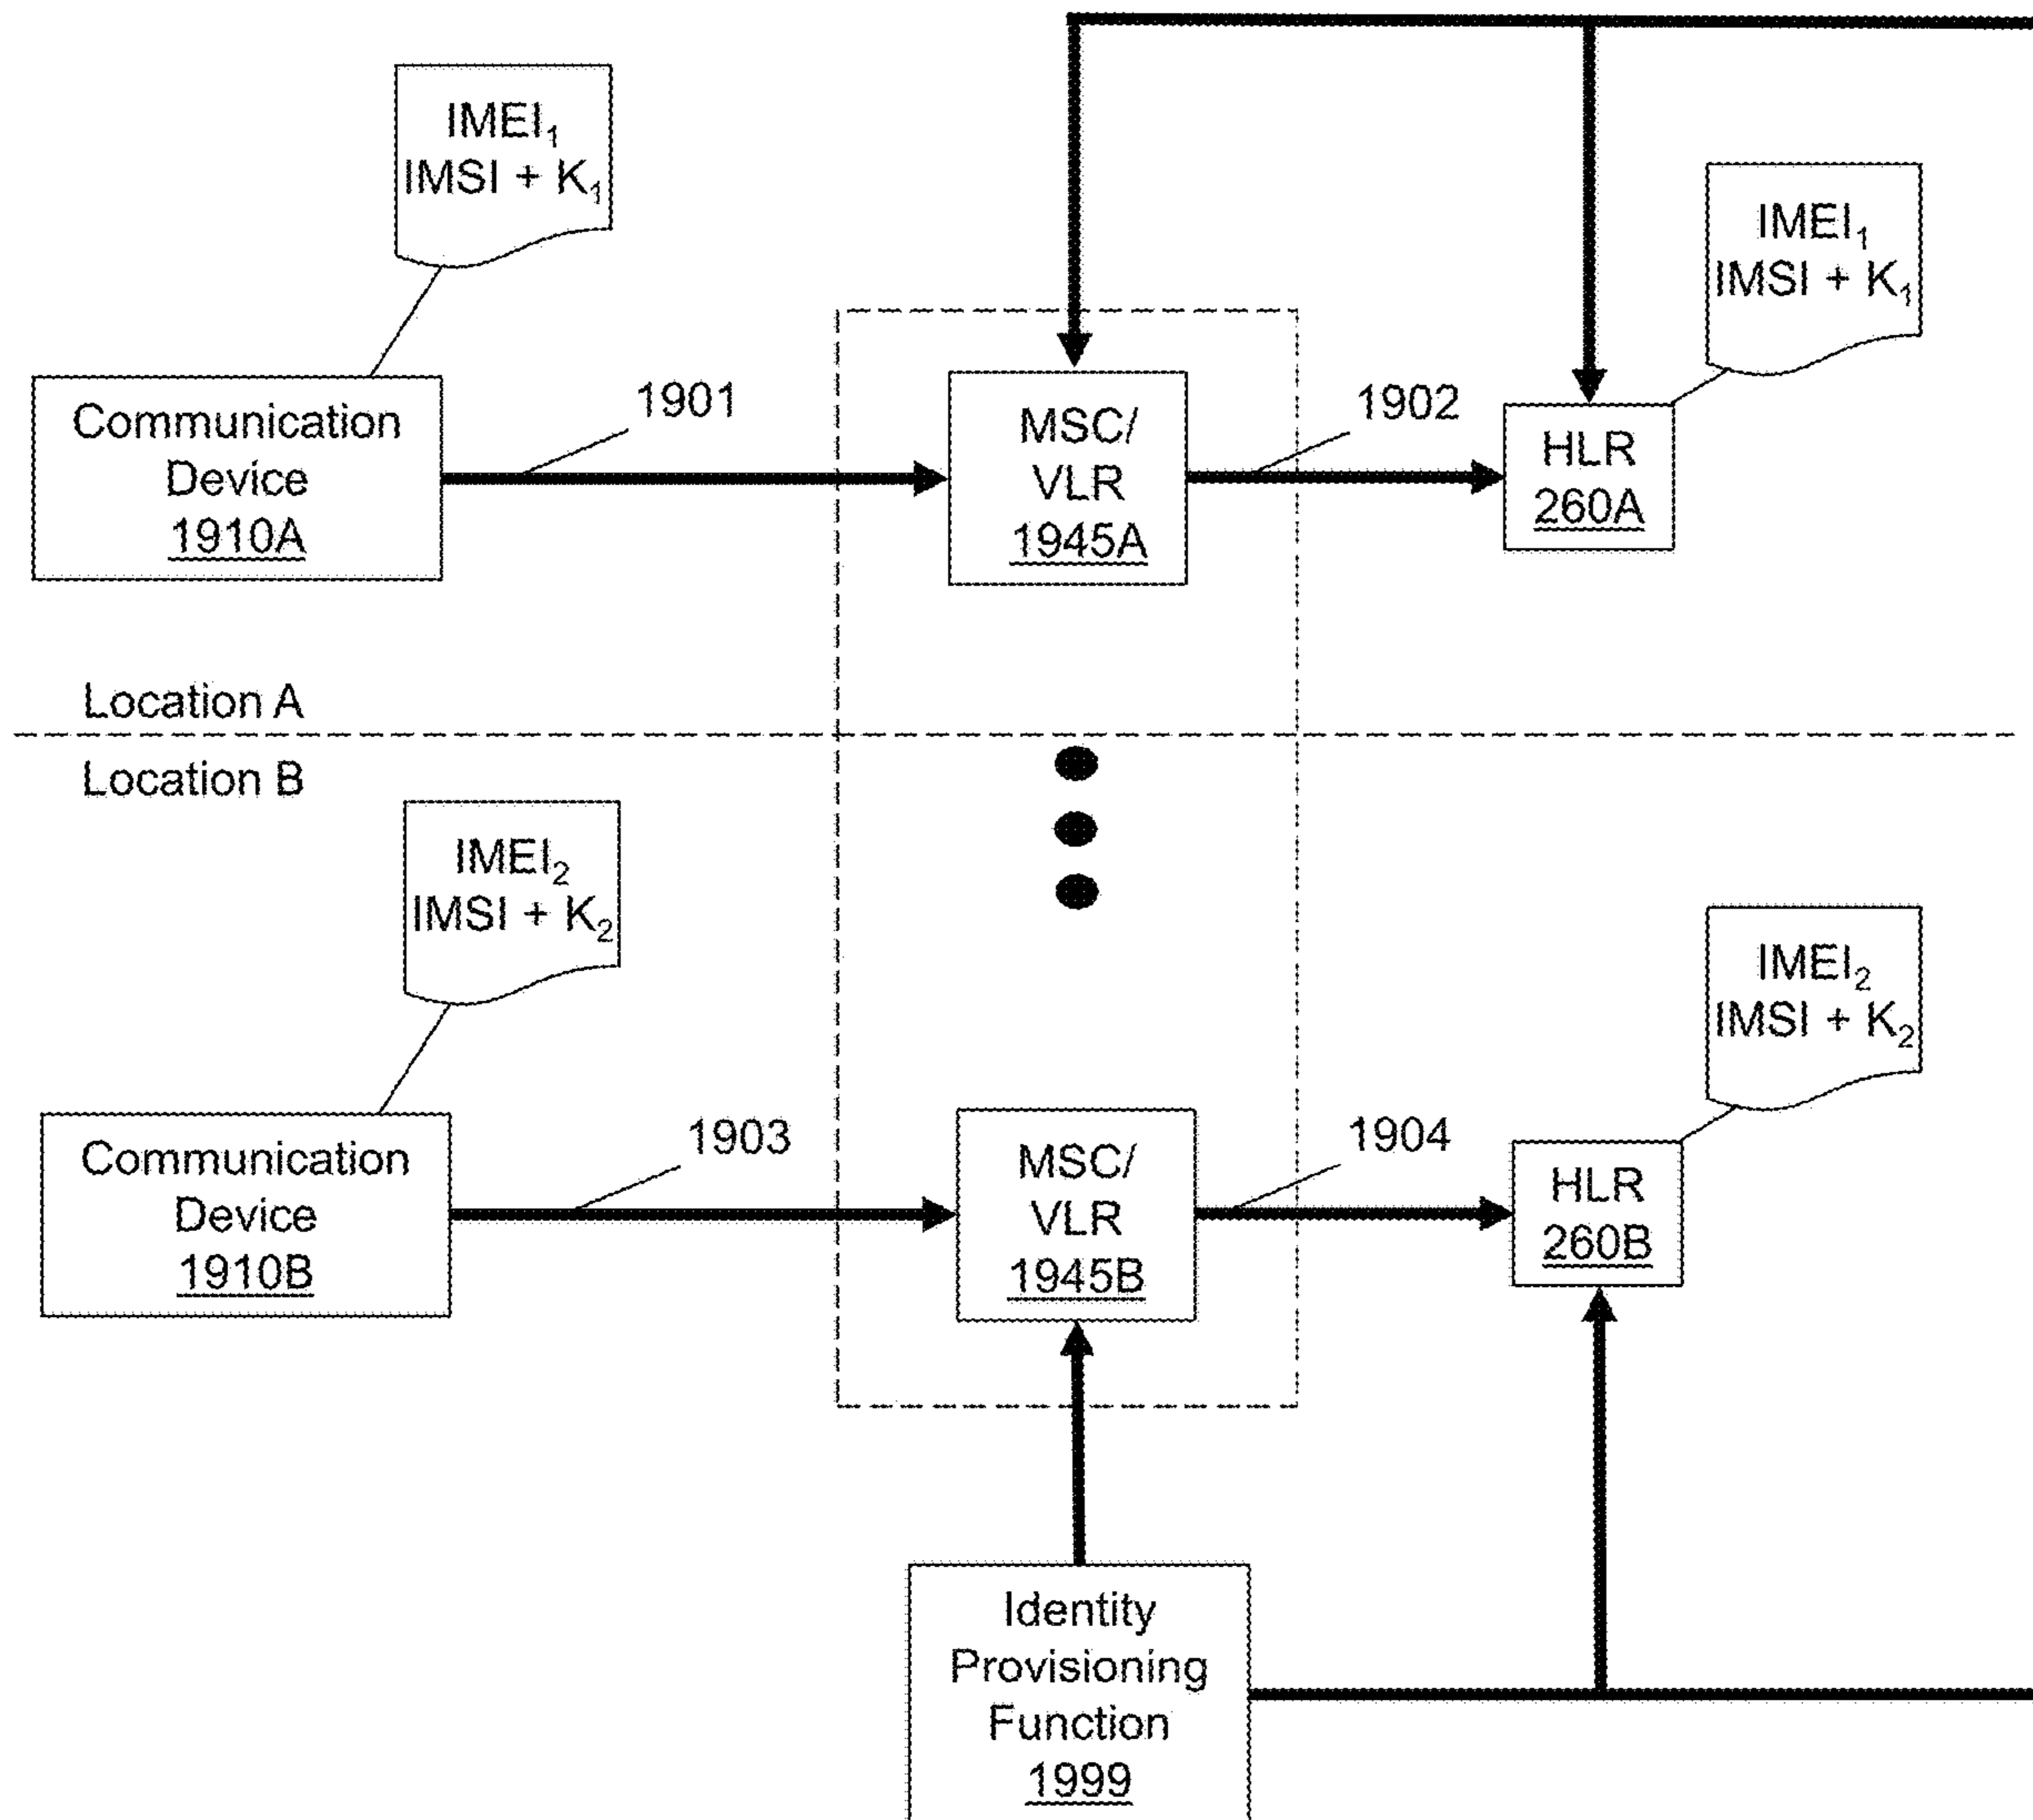 IMEI₁
IMSI + K₁
IMEI₁
IMSI + K₁
Communication
Device
1910A
1901
MSC/
VLR
1945A
1902
HLR
260A
Location A
Location B
IMEI₂
IMSI + K₂
IMEI₂
IMSI + K₂
Communication
Device
1910B
1903
MSC/
VLR
1945B
1904
HLR
260B
Identity
Provisioning
Function
1999